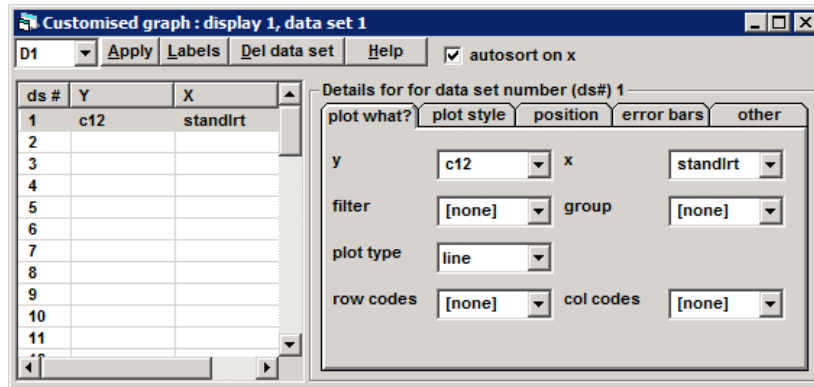 Customised graph : display 1, data set 1
D1 Apply Labels Del data set Help autosort on x
ds # Y X
1 c12 standlrt
2
3
4
5
6
7
8
9
10
11
Details for for data set number (ds#) 1
plot what? plot style position error bars other
y c12 x standlrt
filter [none] group [none]
plot type line
row codes [none] col codes [none]